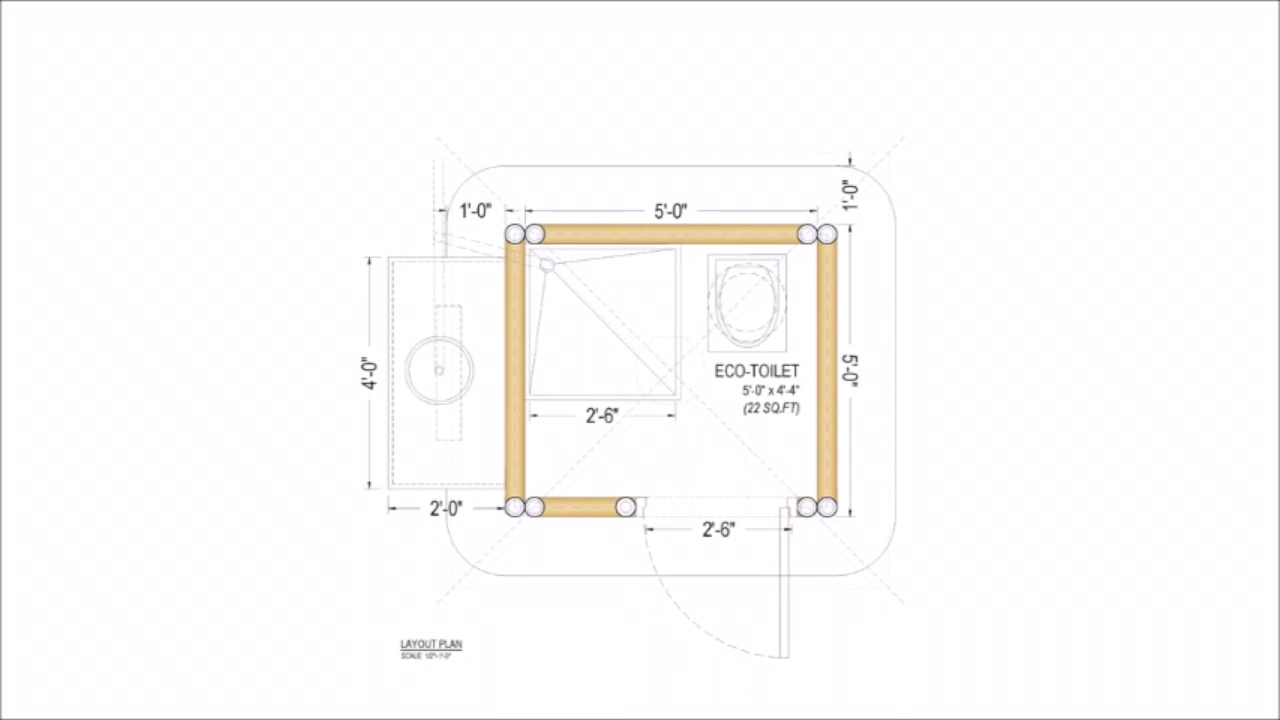 1'-0"
1'-0"
5'-0"
4'-0"
5'-0"
ECO-TOILET
5'-0" x 4'-4"
(22 SQ.FT)
2'-6"
2'-0"
2'-6"
LAYOUT PLAN
SCALE